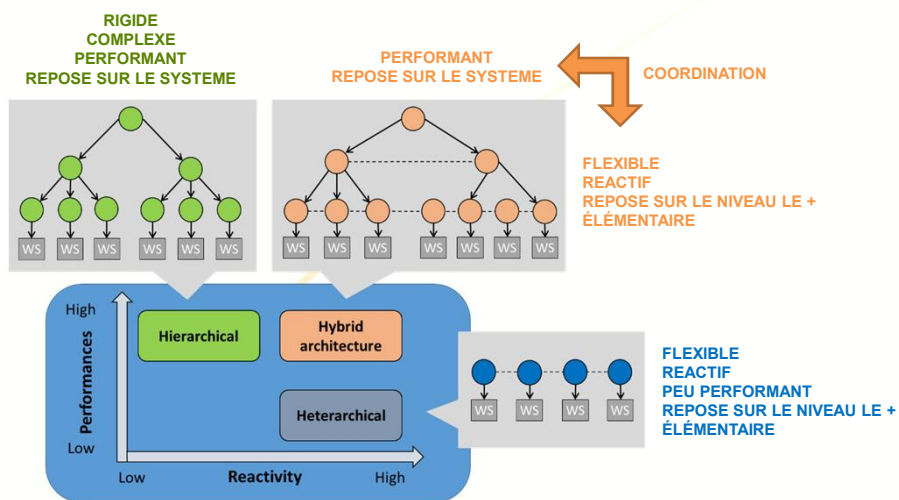 RIGIDE
COMPLEXE
PERFORMANT
REPOSE SUR LE SYSTEME
PERFORMANT
REPOSE SUR LE SYSTEME
COORDINATION
FLEXIBLE
REACTIF
REPOSE SUR LE NIVEAU LE +
ÉLÉMENTAIRE
WS WS WS WS WS WS
WS WS WS WS WS WS WS
High
Performances
Low
Low
Reactivity
High
Hierarchical
Hybrid
architecture
Heterarchical
WS WS WS WS
FLEXIBLE
REACTIF
PEU PERFORMANT
REPOSE SUR LE NIVEAU LE +
ÉLÉMENTAIRE